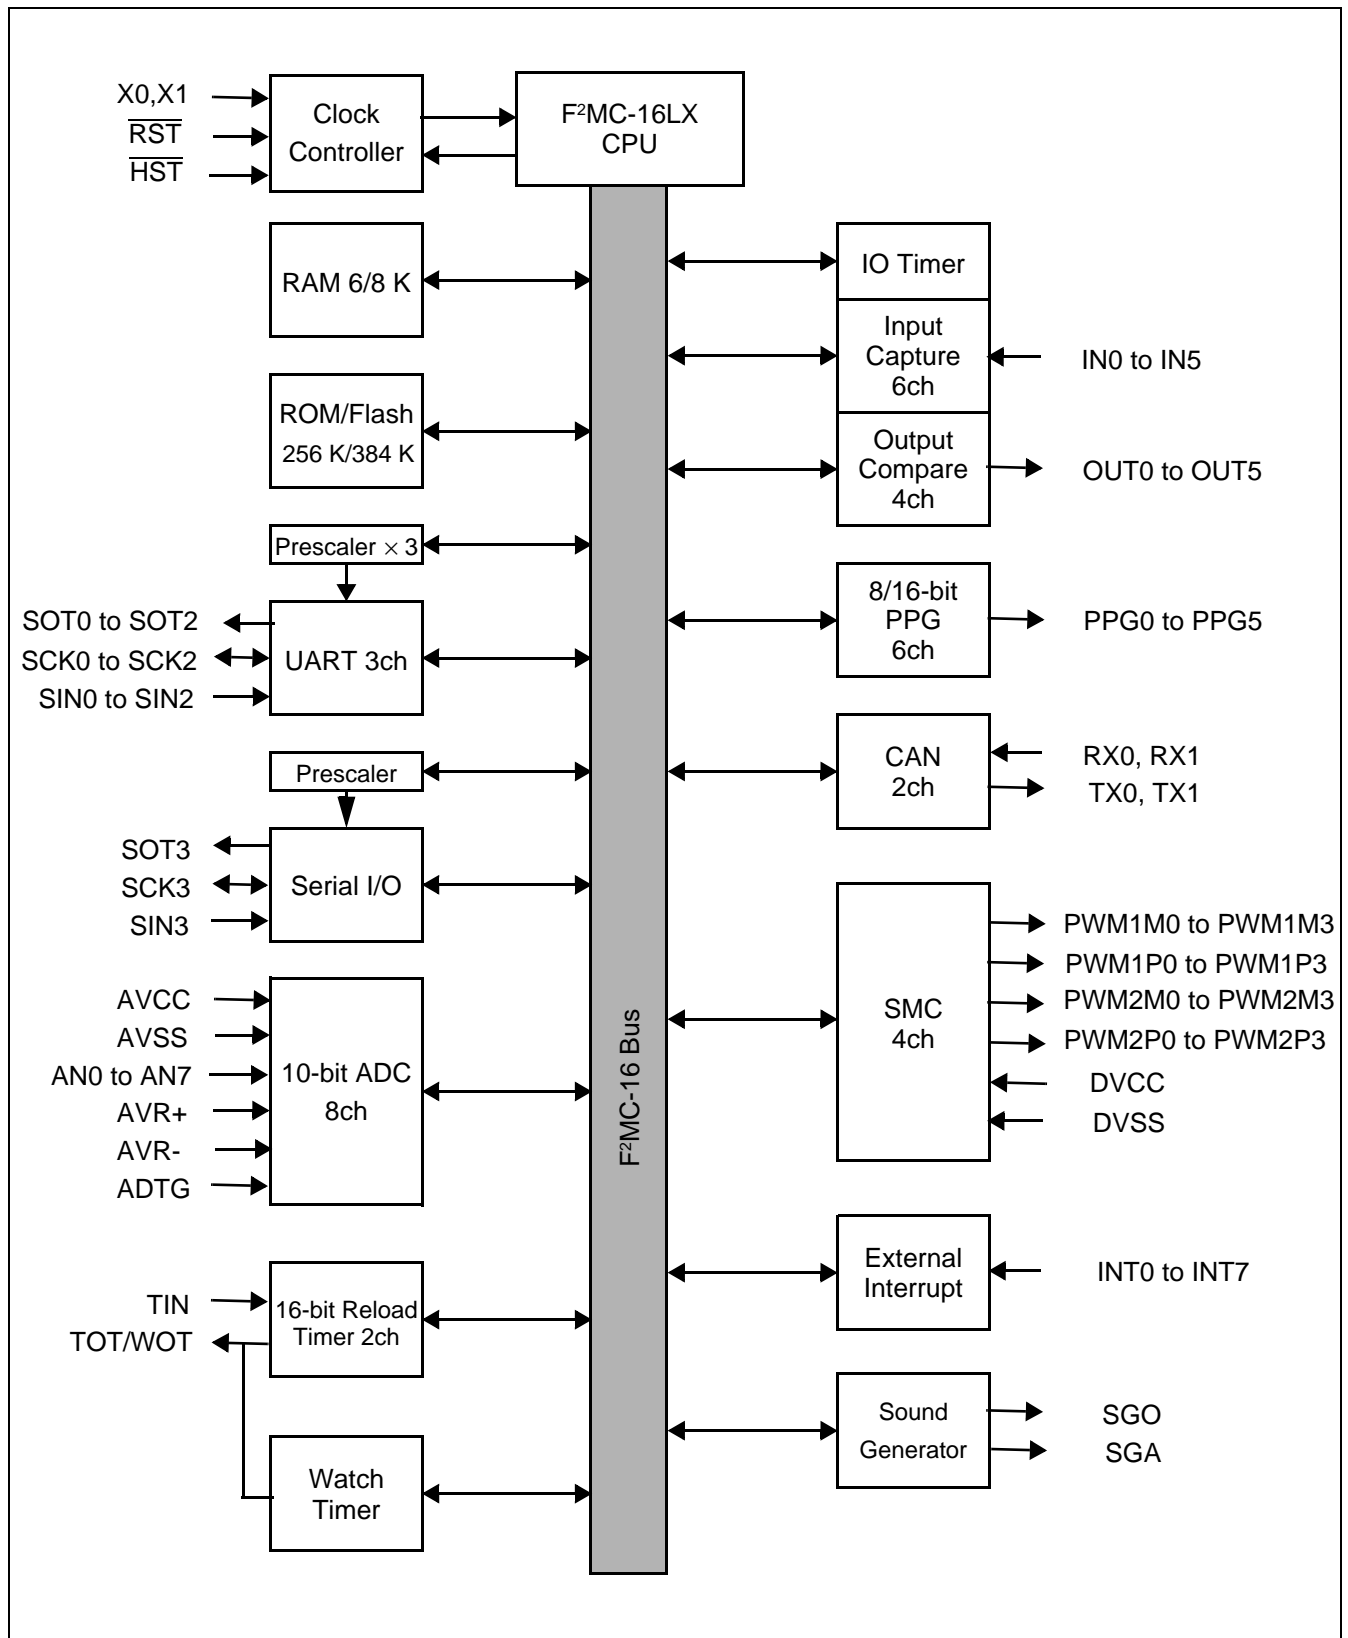 X0,X1
RST
HST
Clock
Controller
F²MC-16LX
CPU
RAM 6/8 K
ROM/Flash
256 K/384 K
Prescaler × 3
SOT0 to SOT2
SCK0 to SCK2
SIN0 to SIN2
UART 3ch
Prescaler
SOT3
SCK3
SIN3
Serial I/O
AVCC
AVSS
AN0 to AN7
AVR+
AVR-
ADTG
10-bit ADC
8ch
TIN
TOT/WOT
16-bit Reload
Timer 2ch
Watch
Timer
F²MC-16 Bus
IO Timer
Input
Capture
6ch
IN0 to IN5
Output
Compare
4ch
OUT0 to OUT5
8/16-bit
PPG
6ch
PPG0 to PPG5
CAN
2ch
RX0, RX1
TX0, TX1
SMC
4ch
PWM1M0 to PWM1M3
PWM1P0 to PWM1P3
PWM2M0 to PWM2M3
PWM2P0 to PWM2P3
DVCC
DVSS
External
Interrupt
INT0 to INT7
Sound
Generator
SGO
SGA